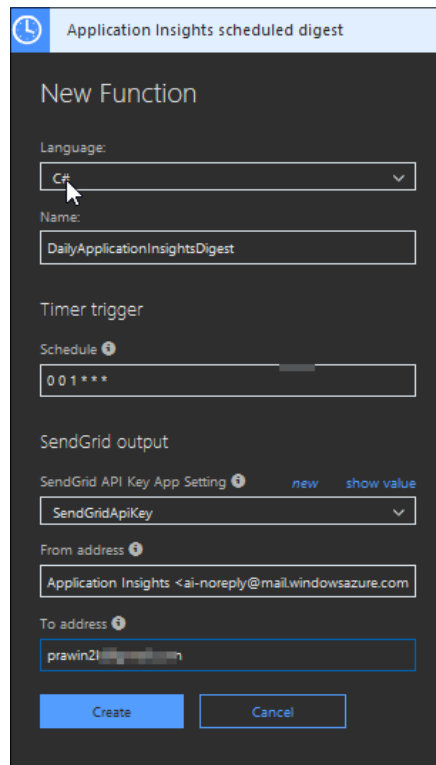 Application Insights scheduled digest
New Function
Language:
C#
Name:
DailyApplicationInsightsDigest
Timer trigger
Schedule
0 0 1 * * *
SendGrid output
SendGrid API Key App Setting new show value
SendGridApiKey
From address
Application Insights <ai-noreply@mail.windowsazure.com
To address
Create Cancel